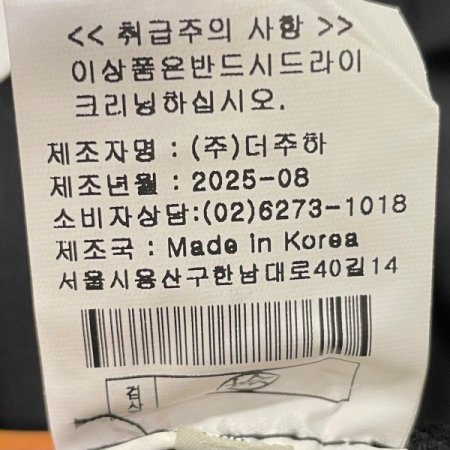 << 취급주의 사항 >>
이상품은반드시드라이
크리닝하십시오.
제조자명 : (주)더주하
제조년월 : 2025-08
소비자상담:(02)6273-1018
제조국 : Made in Korea
서울시용산구한남대로40길14
검